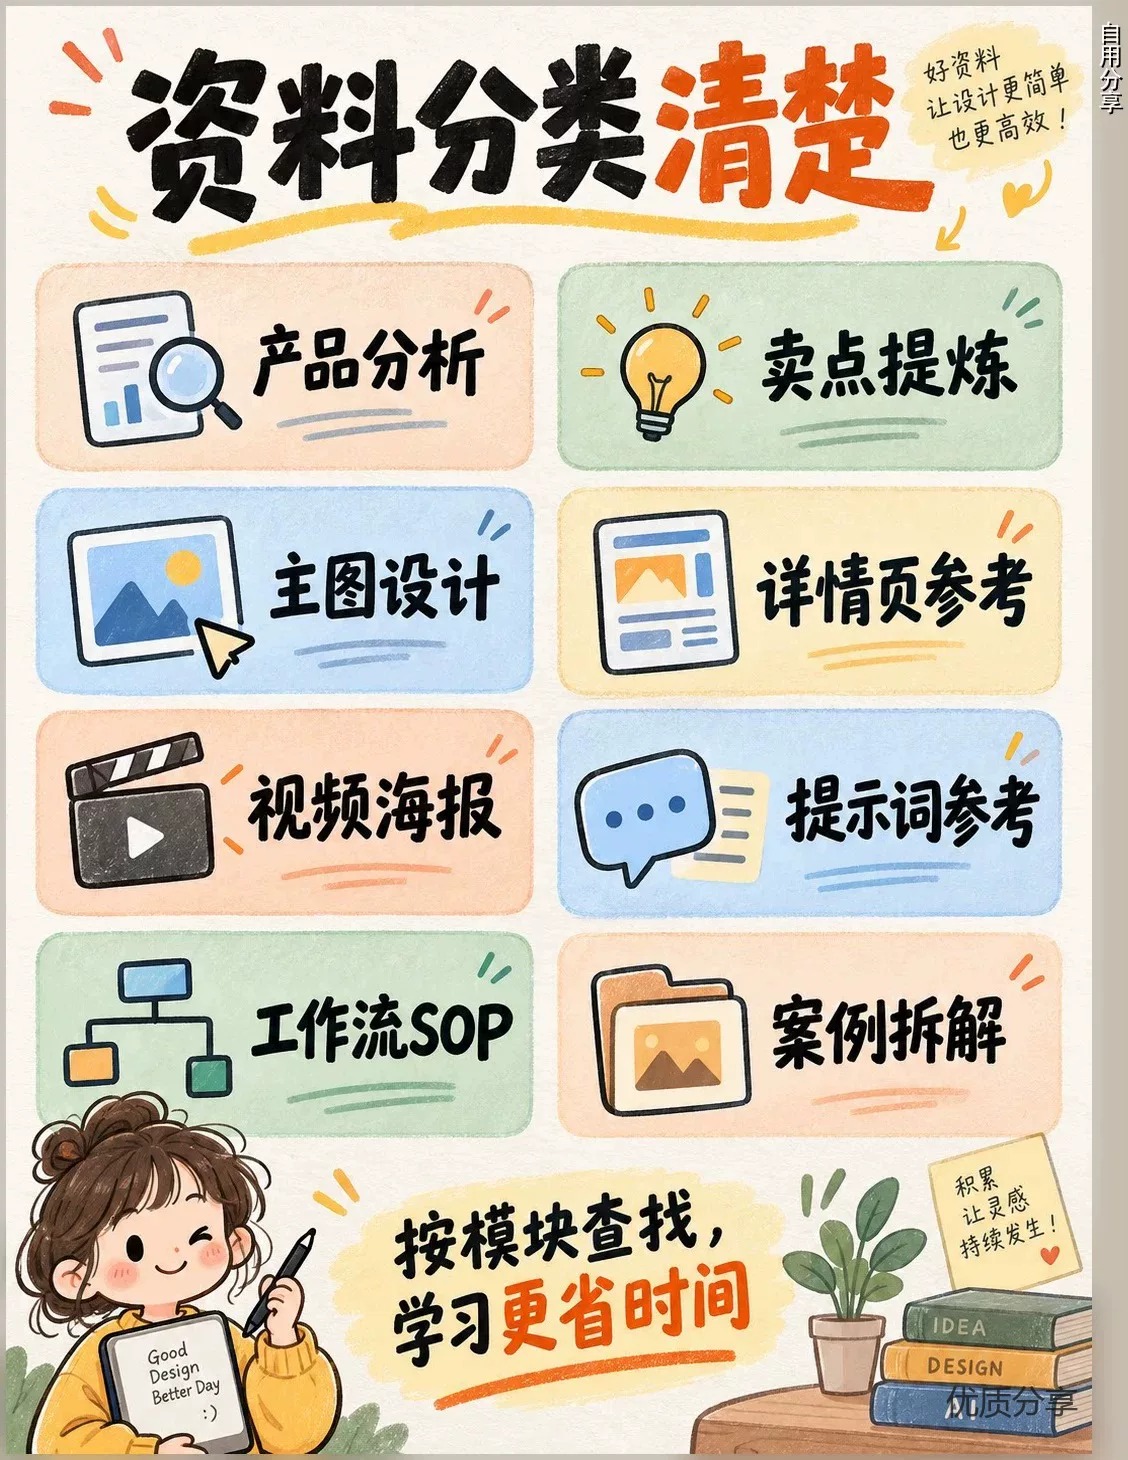 资料分类清楚
好资料
让设计更简单
也更高效！
自用分享
产品分析
卖点提炼
主图设计
详情页参考
视频海报
提示词参考
工作流SOP
案例拆解
按模块查找，
学习更省时间
积累
让灵感
持续发生！
Good
Design
Better Day
:)
IDEA
DESIGN
AI
优质分享